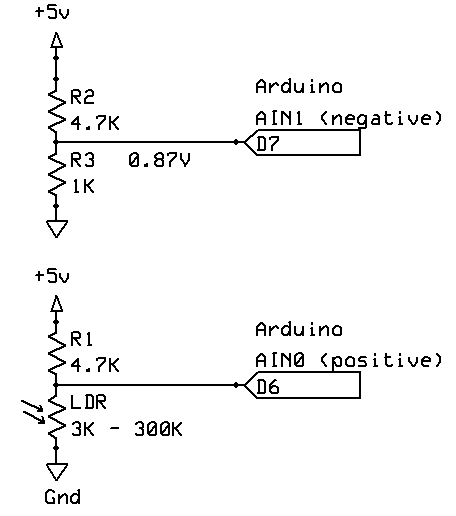 +5v
R2
4.7K
Arduino
AIN1 (negative)
D7
R3 0.87V
1K
+5v
R1
4.7K
Arduino
AIN0 (positive)
D6
LDR
3K - 300K
Gnd